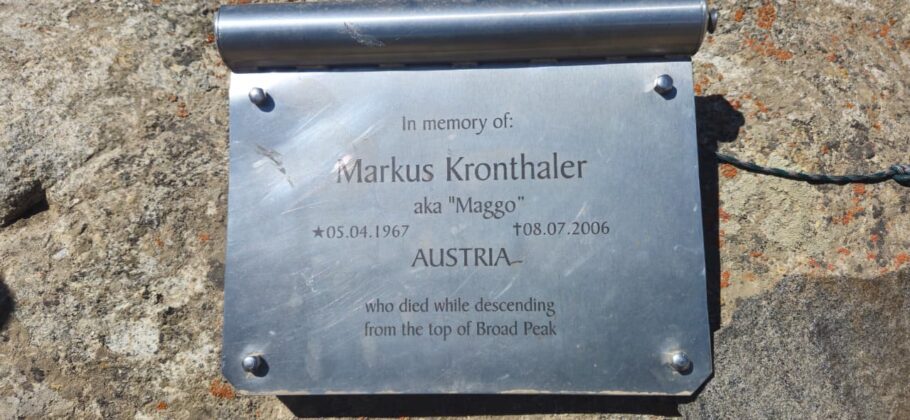 In memory of:
Markus Kronthaler
aka "Maggo"
★05.04.1967 †08.07.2006
AUSTRIA
who died while descending
from the top of Broad Peak